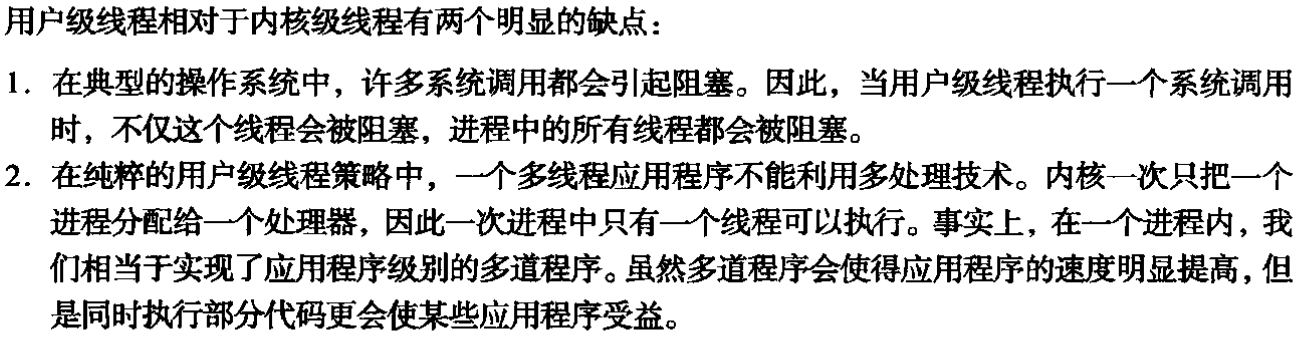 用户级线程相对于内核级线程有两个明显的缺点：
1. 在典型的操作系统中，许多系统调用都会引起阻塞。因此，当用户级线程执行一个系统调用
时，不仅这个线程会被阻塞，进程中的所有线程都会被阻塞。
2. 在纯粹的用户级线程策略中，一个多线程应用程序不能利用多处理技术。内核一次只把一个
进程分配给一个处理器，因此一次进程中只有一个线程可以执行。事实上，在一个进程内，我
们相当于实现了应用程序级别的多道程序。虽然多道程序会使得应用程序的速度明显提高，但
是同时执行部分代码更会使某些应用程序受益。